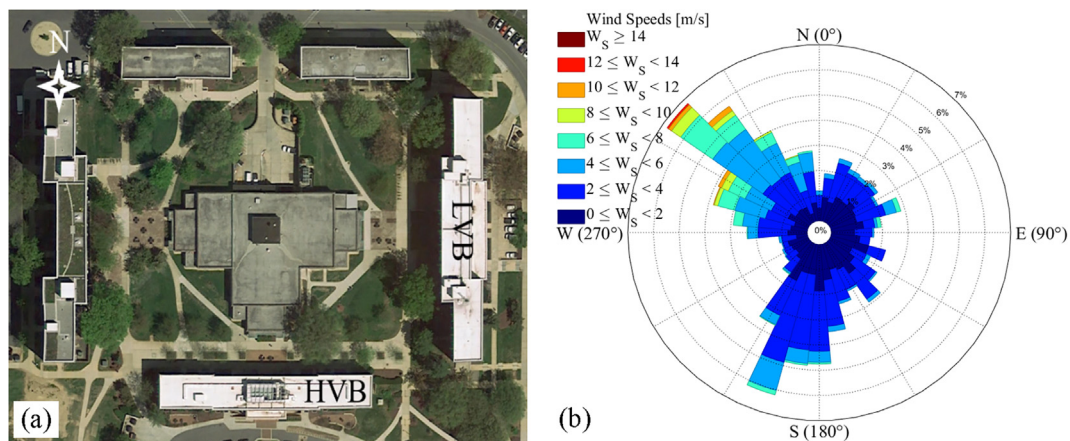 N
LVB
HVB
(a)
Wind Speeds [m/s]
W_S ≥ 14
12 ≤ W_S < 14
10 ≤ W_S < 12
8 ≤ W_S < 10
6 ≤ W_S < 8
4 ≤ W_S < 6
2 ≤ W_S < 4
0 ≤ W_S < 2
N (0°)
7%
6%
5%
4%
3%
0%
W (270°)
E (90°)
S (180°)
(b)